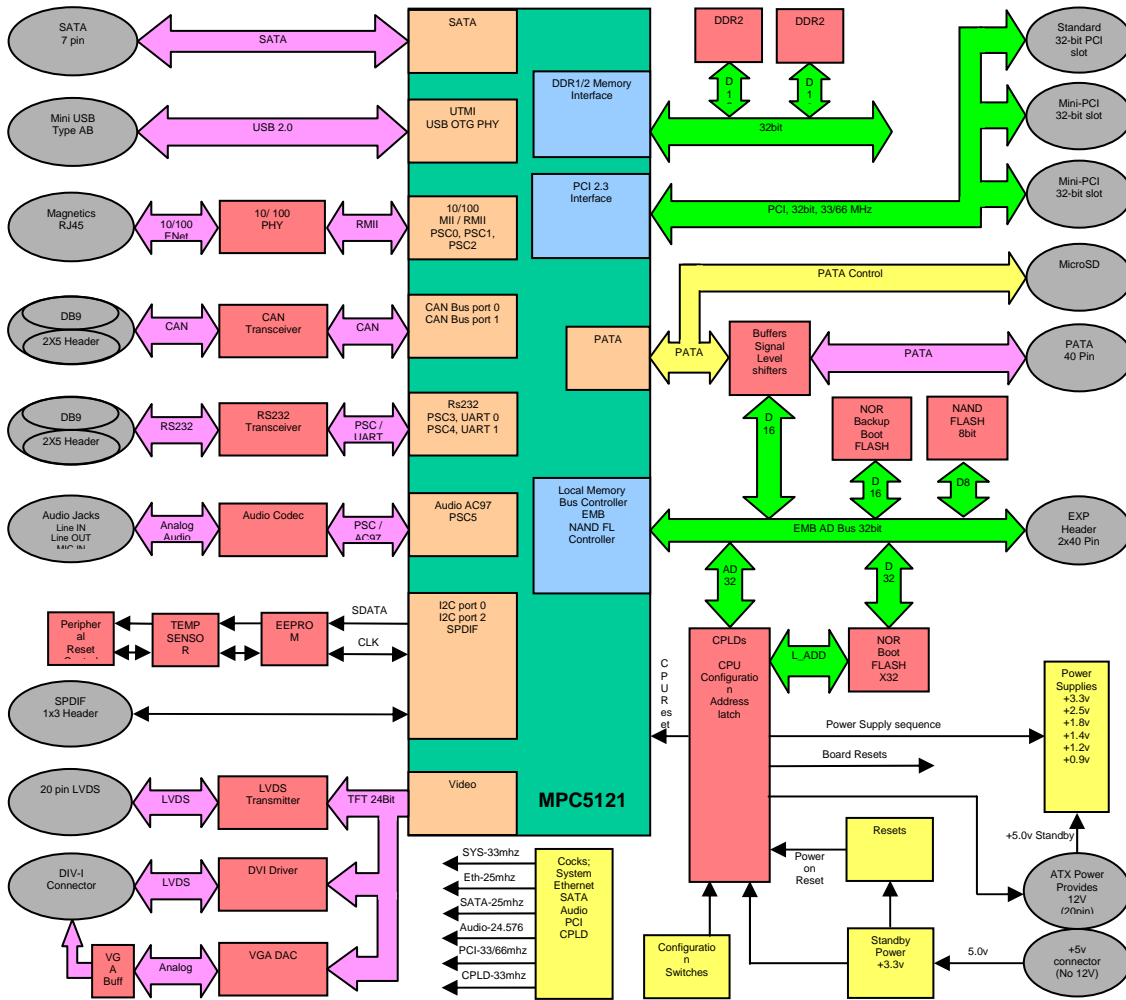 SATA
7 pin
SATA
SATA
Mini USB
Type AB
USB 2.0
UTMI
USB OTG PHY
Magnetics
RJ45
10/100
ENet
10/ 100
PHY
RMII
10/100
MII / RMII
PSC0, PSC1,
PSC2
DB9
2X5 Header
CAN
CAN
Transceiver
CAN
CAN Bus port 0
CAN Bus port 1
DB9
2X5 Header
RS232
RS232
Transceiver
PSC /
UART
Rs232
PSC3, UART 0
PSC4, UART 1
Audio Jacks
Line IN
Line OUT
MIC IN
Analog
Audio
Audio Codec
PSC /
AC97
Audio AC97
PSC5
Peripher
al Reset
TEMP
SENSO
R
EEPRO
M
SDATA
CLK
I2C port 0
I2C port 2
SPDIF
SPDIF
1x3 Header
20 pin LVDS
LVDS
LVDS
Transmitter
TFT 24Bit
Video
DIV-I
Connector
LVDS
DVI Driver
VG
A
Buff
Analog
VGA DAC
MPC5121
DDR1/2 Memory
Interface
PCI 2.3
Interface
PATA
Local Memory
Bus Controller
EMB
NAND FL
Controller
DDR2
DDR2
D
1
D
1
32bit
PCI, 32bit, 33/66 MHz
Standard
32-bit PCI
slot
Mini-PCI
32-bit slot
Mini-PCI
32-bit slot
PATA Control
MicroSD
PATA
Buffers
Signal
Level
shifters
PATA
PATA
40 Pin
D
16
NOR
Backup
Boot
FLASH
NAND
FLASH
8bit
D
16
D8
EMB AD Bus 32bit
EXP
Header
2x40 Pin
AD
32
D
32
CPLDs
CPU
Configuratio
n
Address
latch
L_ADD
NOR
Boot
FLASH
X32
C
P
U R
es
et
Power Supply sequence
Board Resets
Power
Supplies
+3.3v
+2.5v
+1.8v
+1.4v
+1.2v
+0.9v
+5.0v Standby
Power
on
Reset
Resets
ATX Power
Provides
12V
(20pin)
Configuratio
n
Switches
Standby
Power
+3.3v
5.0v
+5v
connector
(No 12V)
SYS-33mhz
Eth-25mhz
SATA-25mhz
Audio-24.576
PCI-33/66mhz
CPLD-33mhz
Cocks;
System
Ethernet
SATA
Audio
PCI
CPLD